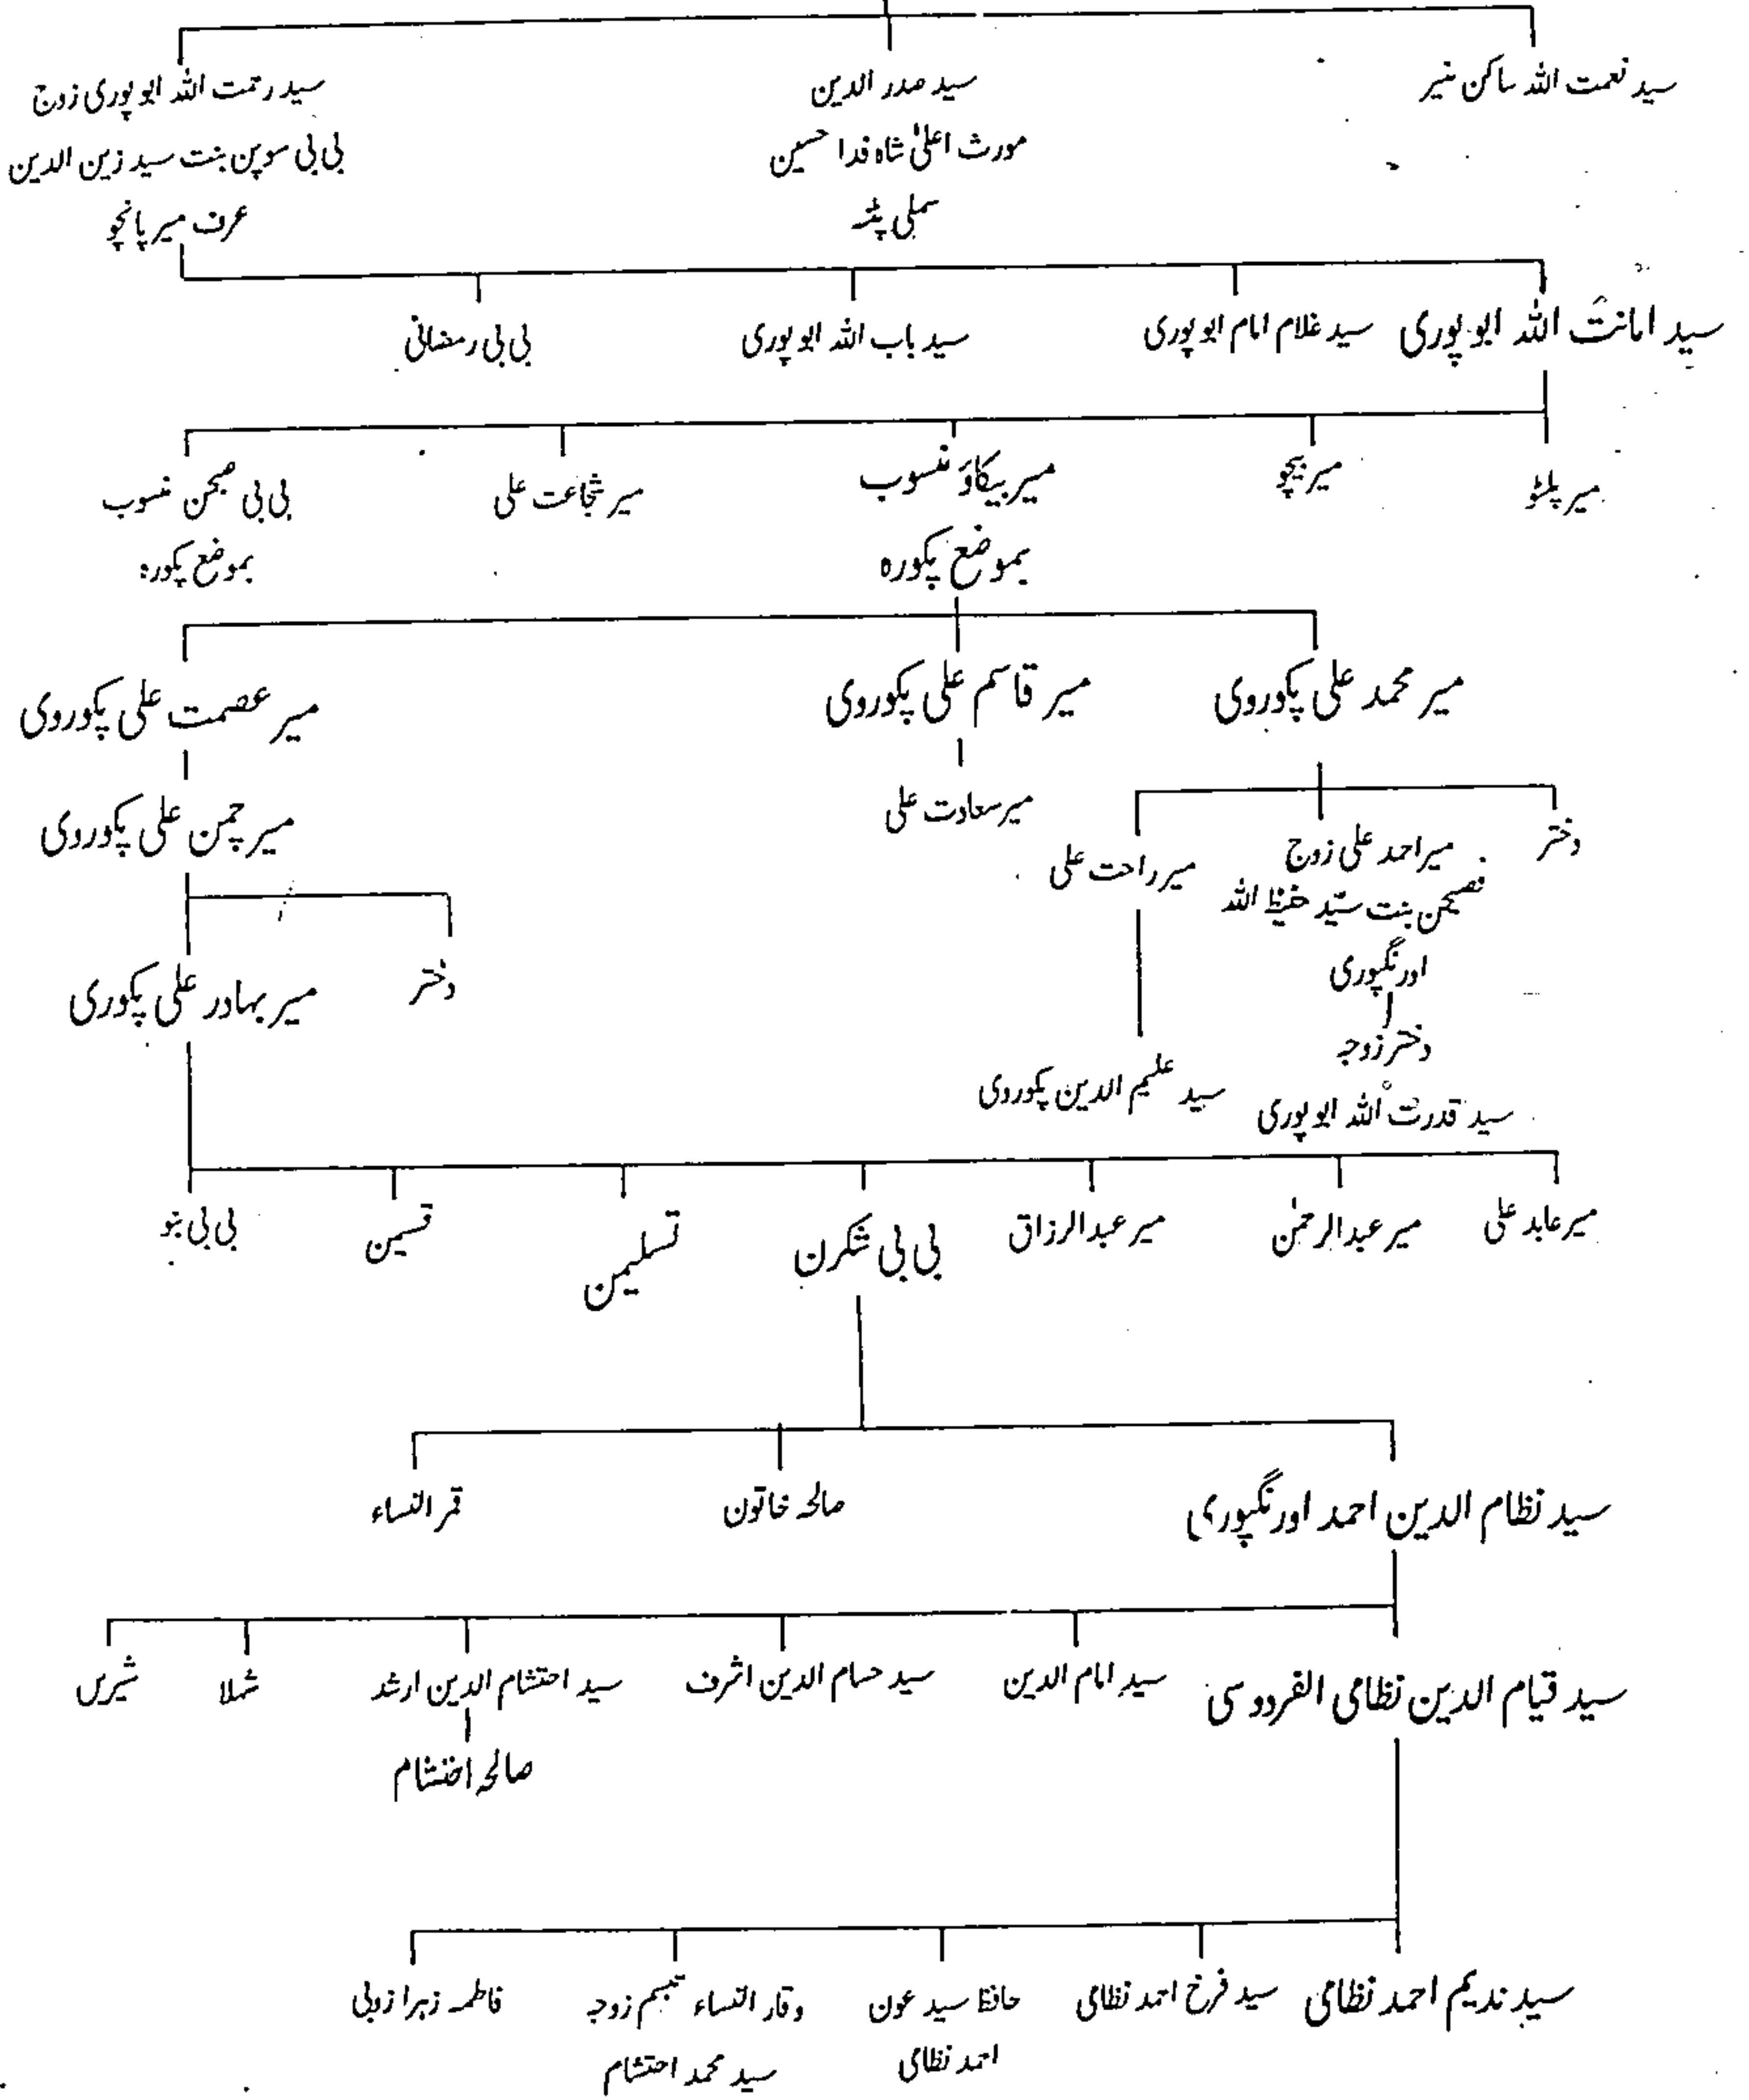 سید نعمت اللہ ساکن منیر
سید صدر الدین
مورث اعلیٰ شاہ فدا حسین
سملی پٹنہ
سید رحمت اللہ ابو پوری زوج
بی بی سوپن بنت سید زین الدین
عرف میر پانچو
سید امانت اللہ ابو پوری
سید غلام امام ابو پوری
سید باب اللہ ابو پوری
بی بی رمضانی
میر پلٹو
میر بیچو
میر بیکاؤ منسوب
بموضع پکورہ
میر شجاعت علی
بی بی صحبن منسوب
بموضع پکورہ
میر محمد علی پکوروی
میر قاسم علی پکوروی
میر عصمت علی پکوروی
دختر
میر احمد علی زوج
فصیحن بنت سید حفیظ اللہ
اورنگپوری
دختر زوجہ
سید قدرت اللہ ابو پوری
میر راحت علی
سید علیم الدین پکوروی
میر سعادت علی
میر چمن علی پکوروی
دختر
میر بہادر علی پکوری
میر عابد علی
میر عبد الرحمٰن
میر عبد الرزاق
بی بی شکرن
تسلیمن
قسیمن
بی بی بنو
سید نظام الدین احمد اورنگپوری
صالحہ خاتون
قمر النساء
سید قیام الدین نظامی الفردوسی
سید امام الدین
سید حسام الدین اشرف
سید احتشام الدین ارشد
شہلا
شیریں
صالحہ احتشام
سید ندیم احمد نظامی
سید فرخ احمد نظامی
حافظ سید عون
احمد نظامی
وقار النساء تبسم زوجہ
سید محمد احتشام
فاطمہ زہرا زوبی